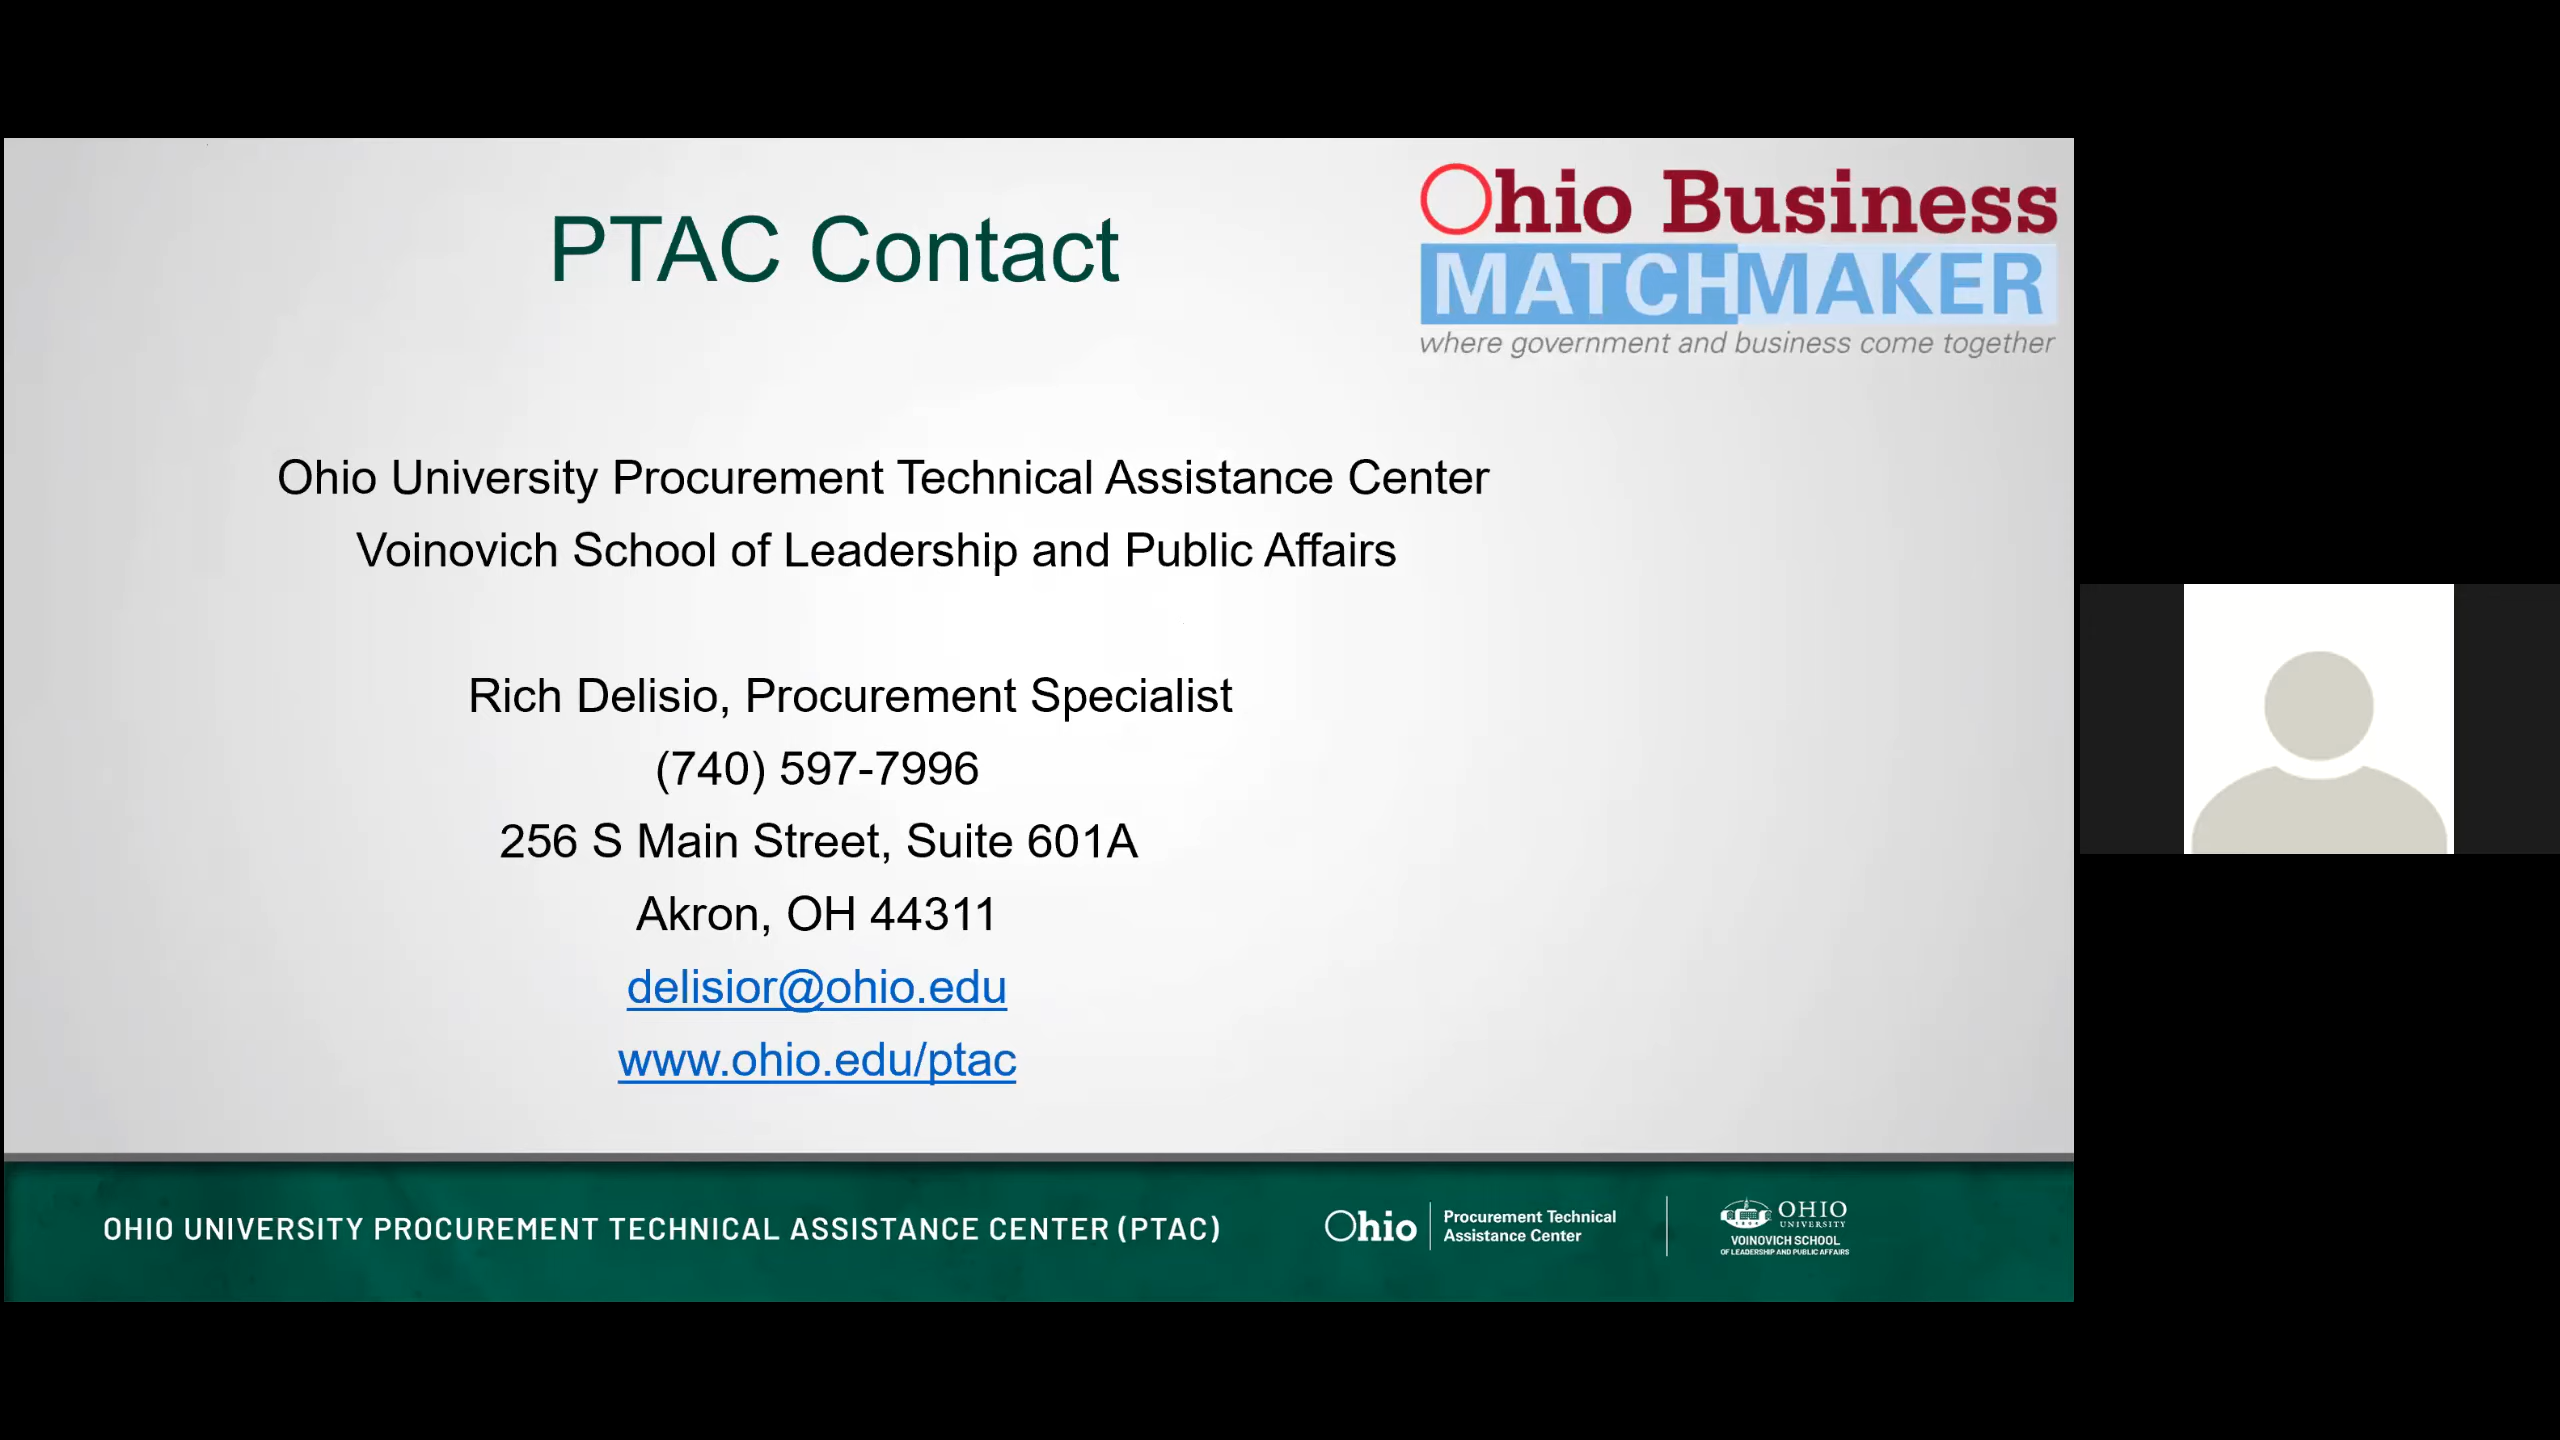 PTAC Contact
Ohio Business
MATCHMAKER
where government and business come together
Ohio University Procurement Technical Assistance Center
Voinovich School of Leadership and Public Affairs
Rich Delisio, Procurement Specialist
(740) 597-7996
256 S Main Street, Suite 601A
Akron, OH 44311
delisior@ohio.edu
www.ohio.edu/ptac
OHIO UNIVERSITY PROCUREMENT TECHNICAL ASSISTANCE CENTER (PTAC)
Ohio
Procurement Technical
Assistance Center
OHIO
UNIVERSITY
VOINOVICH SCHOOL
OF LEADERSHIP AND PUBLIC AFFAIRS